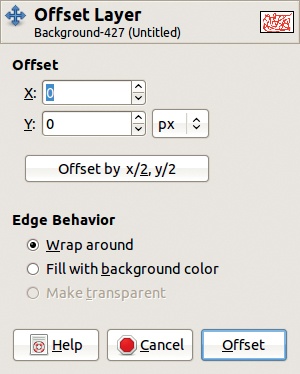 Offset Layer
Background-427 (Untitled)
Offset
X: 0
Y: 0 px
Offset by x/2, y/2
Edge Behavior
Wrap around
Fill with background color
Make transparent
Help Cancel Offset